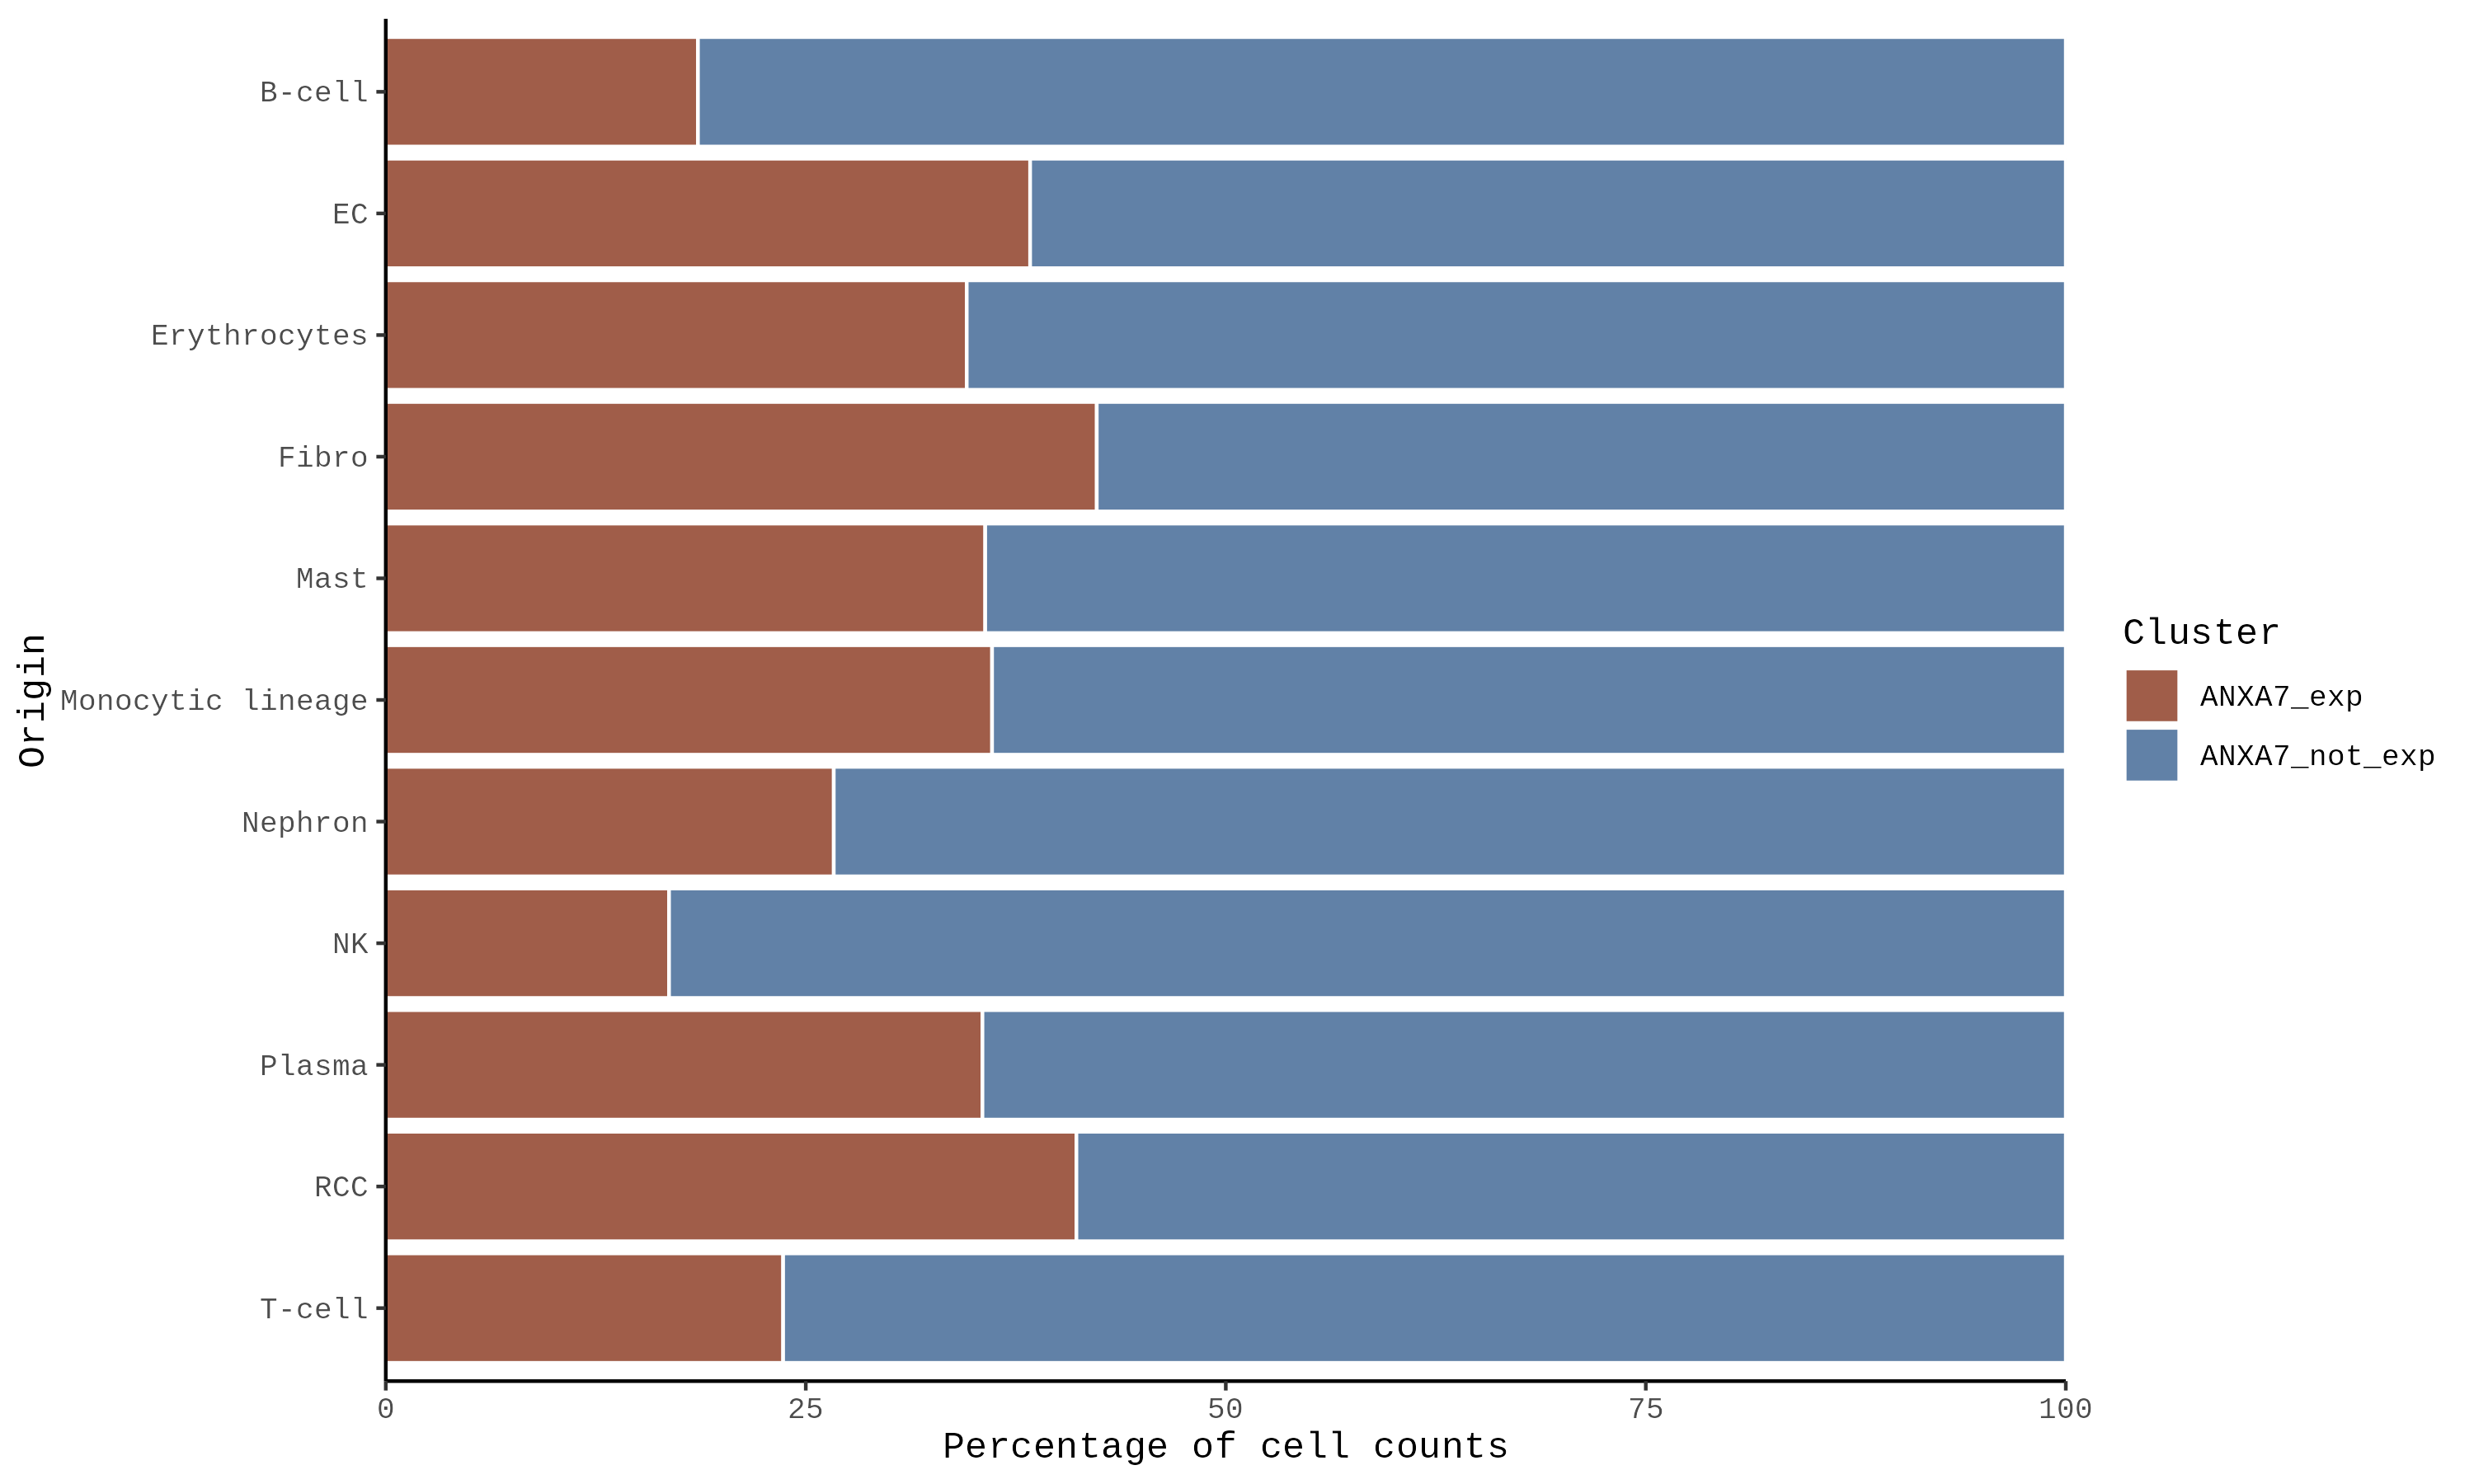 Origin
B-cell
EC
Erythrocytes
Fibro
Mast
Monocytic lineage
Nephron
NK
Plasma
RCC
T-cell
0 25 50 75 100
Percentage of cell counts
Cluster
ANXA7_exp
ANXA7_not_exp